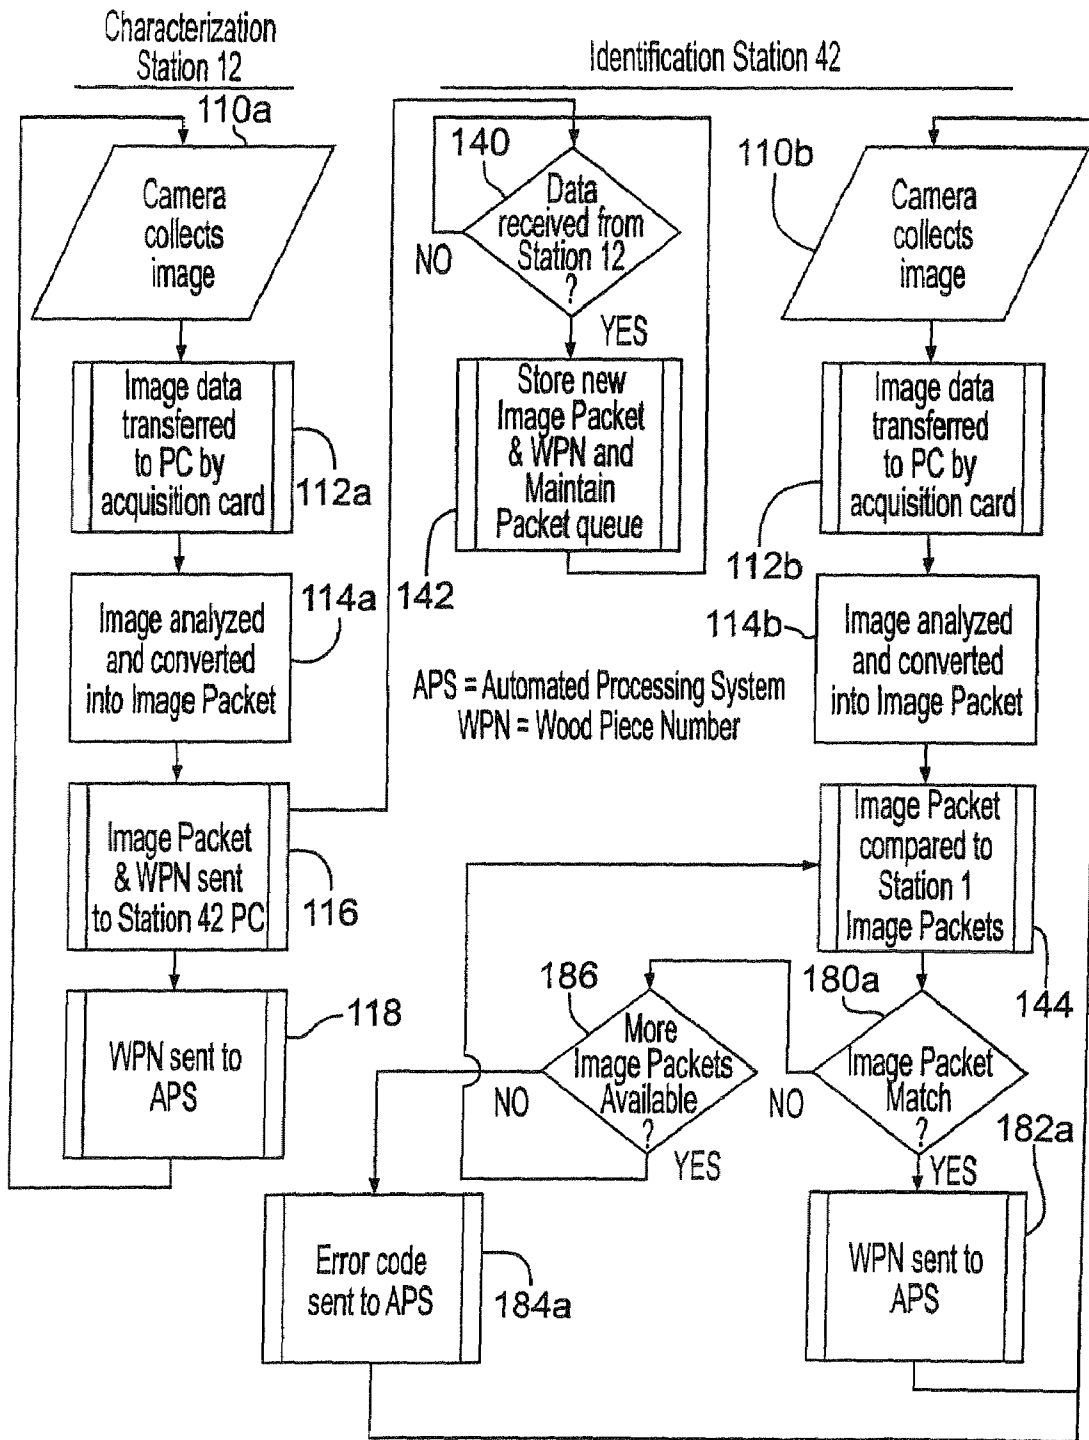 Characterization
Station 12
110a
Camera
collects
image
Image data
transferred
to PC by
acquisition card
112a
114a
Image analyzed
and converted
into Image Packet
Image Packet
& WPN sent
to Station 42 PC
116
118
WPN sent to
APS
Identification Station 42
140
Data
received from
Station 12
?
NO
YES
Store new
Image Packet
& WPN and
Maintain
Packet queue
142
APS = Automated Processing System
WPN = Wood Piece Number
110b
Camera
collects
image
Image data
transferred
to PC by
acquisition card
112b
114b
Image analyzed
and converted
into Image Packet
Image Packet
compared to
Station 1
Image Packets
144
180a
Image Packet
Match
?
NO
YES
182a
WPN sent to
APS
186
More
Image Packets
Available
?
NO
YES
Error code
sent to APS
184a